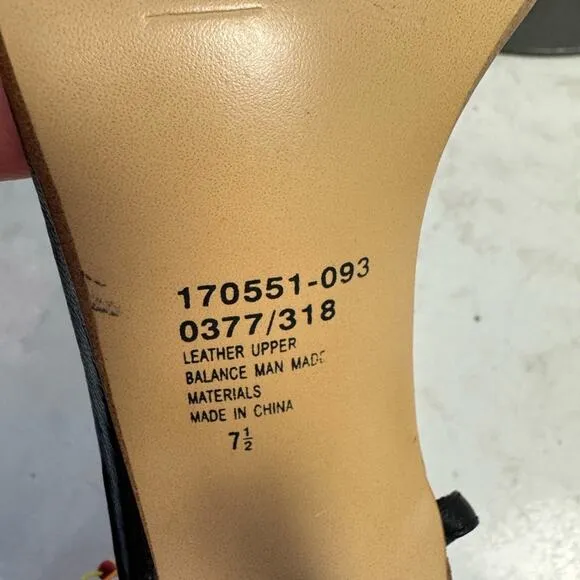 170551-093
0377/318
LEATHER UPPER
BALANCE MAN MADE
MATERIALS
MADE IN CHINA
7½